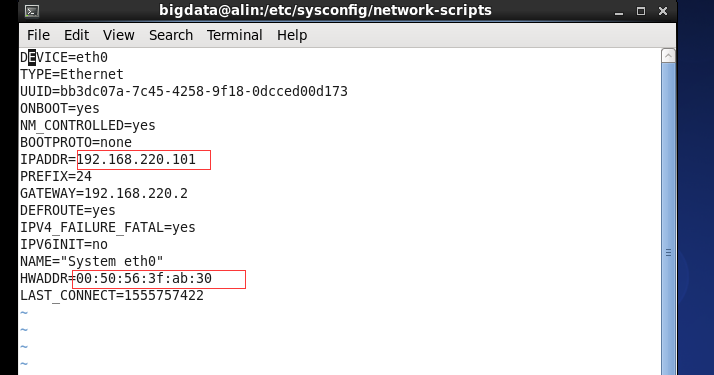 bigdata@alin:/etc/sysconfig/network-scripts
File Edit View Search Terminal Help
DEVICE=eth0
TYPE=Ethernet
UUID=bb3dc07a-7c45-4258-9f18-0dcced00d173
ONBOOT=yes
NM_CONTROLLED=yes
BOOTPROTO=none
IPADDR=192.168.220.101
PREFIX=24
GATEWAY=192.168.220.2
DEFROUTE=yes
IPV4_FAILURE_FATAL=yes
IPV6INIT=no
NAME="System eth0"
HWADDR=00:50:56:3f:ab:30
LAST_CONNECT=1555757422
~
~
~
~